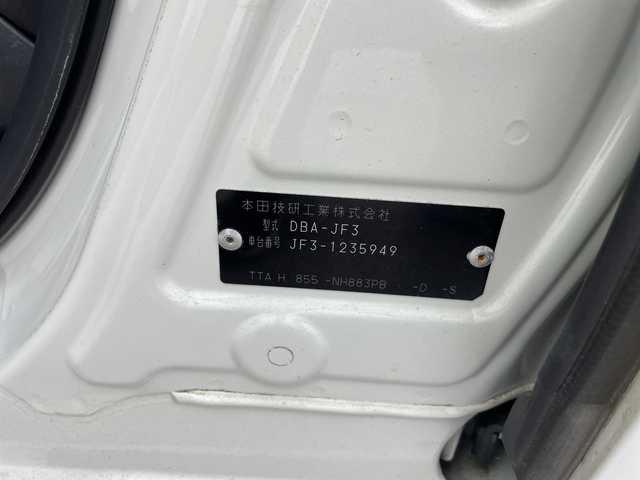 本田技研工業株式会社
型式 DBA-JF3
車台番号 JF3-1235949
TTA H 855 -NH883PB -D -S